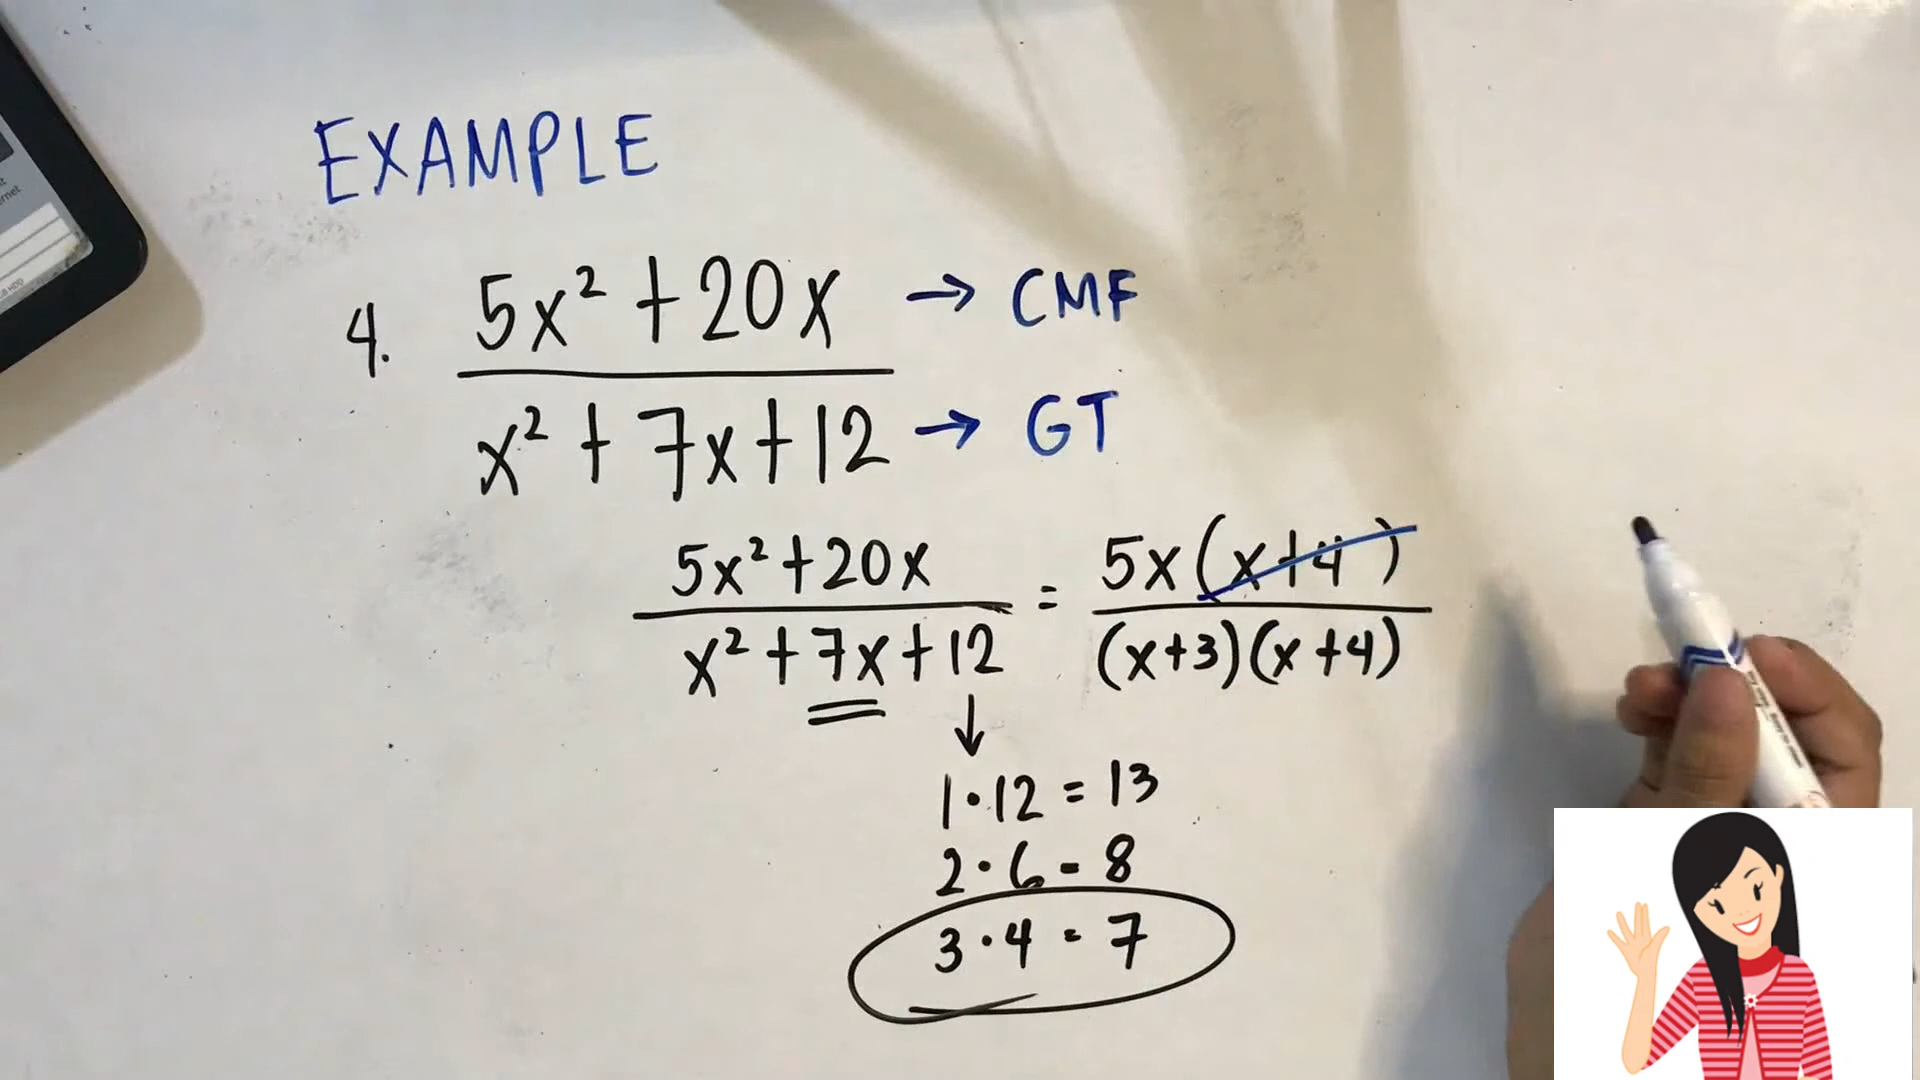 EXAMPLE
4. 5x² + 20x → CMF
x² + 7x + 12 → GT
5x² + 20x = 5x(x+4)
x² + 7x + 12 (x+3)(x+4)
↓
1 · 12 = 13
2 · 6 = 8
3 · 4 = 7